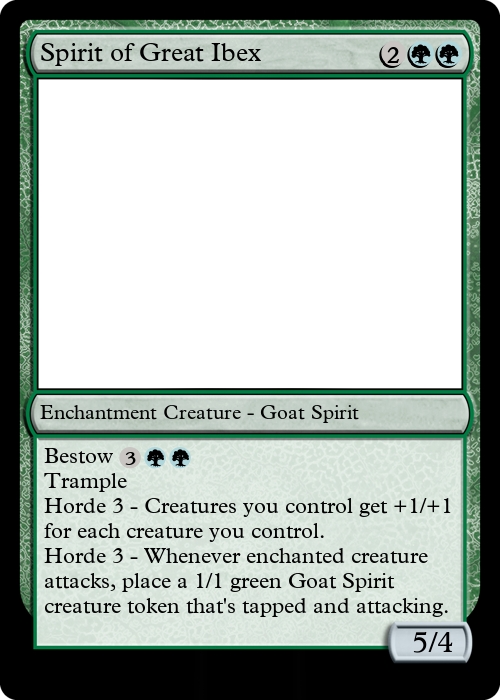 Spirit of Great Ibex 2
Enchantment Creature - Goat Spirit
Bestow 3
Trample
Horde 3 - Creatures you control get +1/+1
for each creature you control.
Horde 3 - Whenever enchanted creature
attacks, place a 1/1 green Goat Spirit
creature token that's tapped and attacking.
5/4